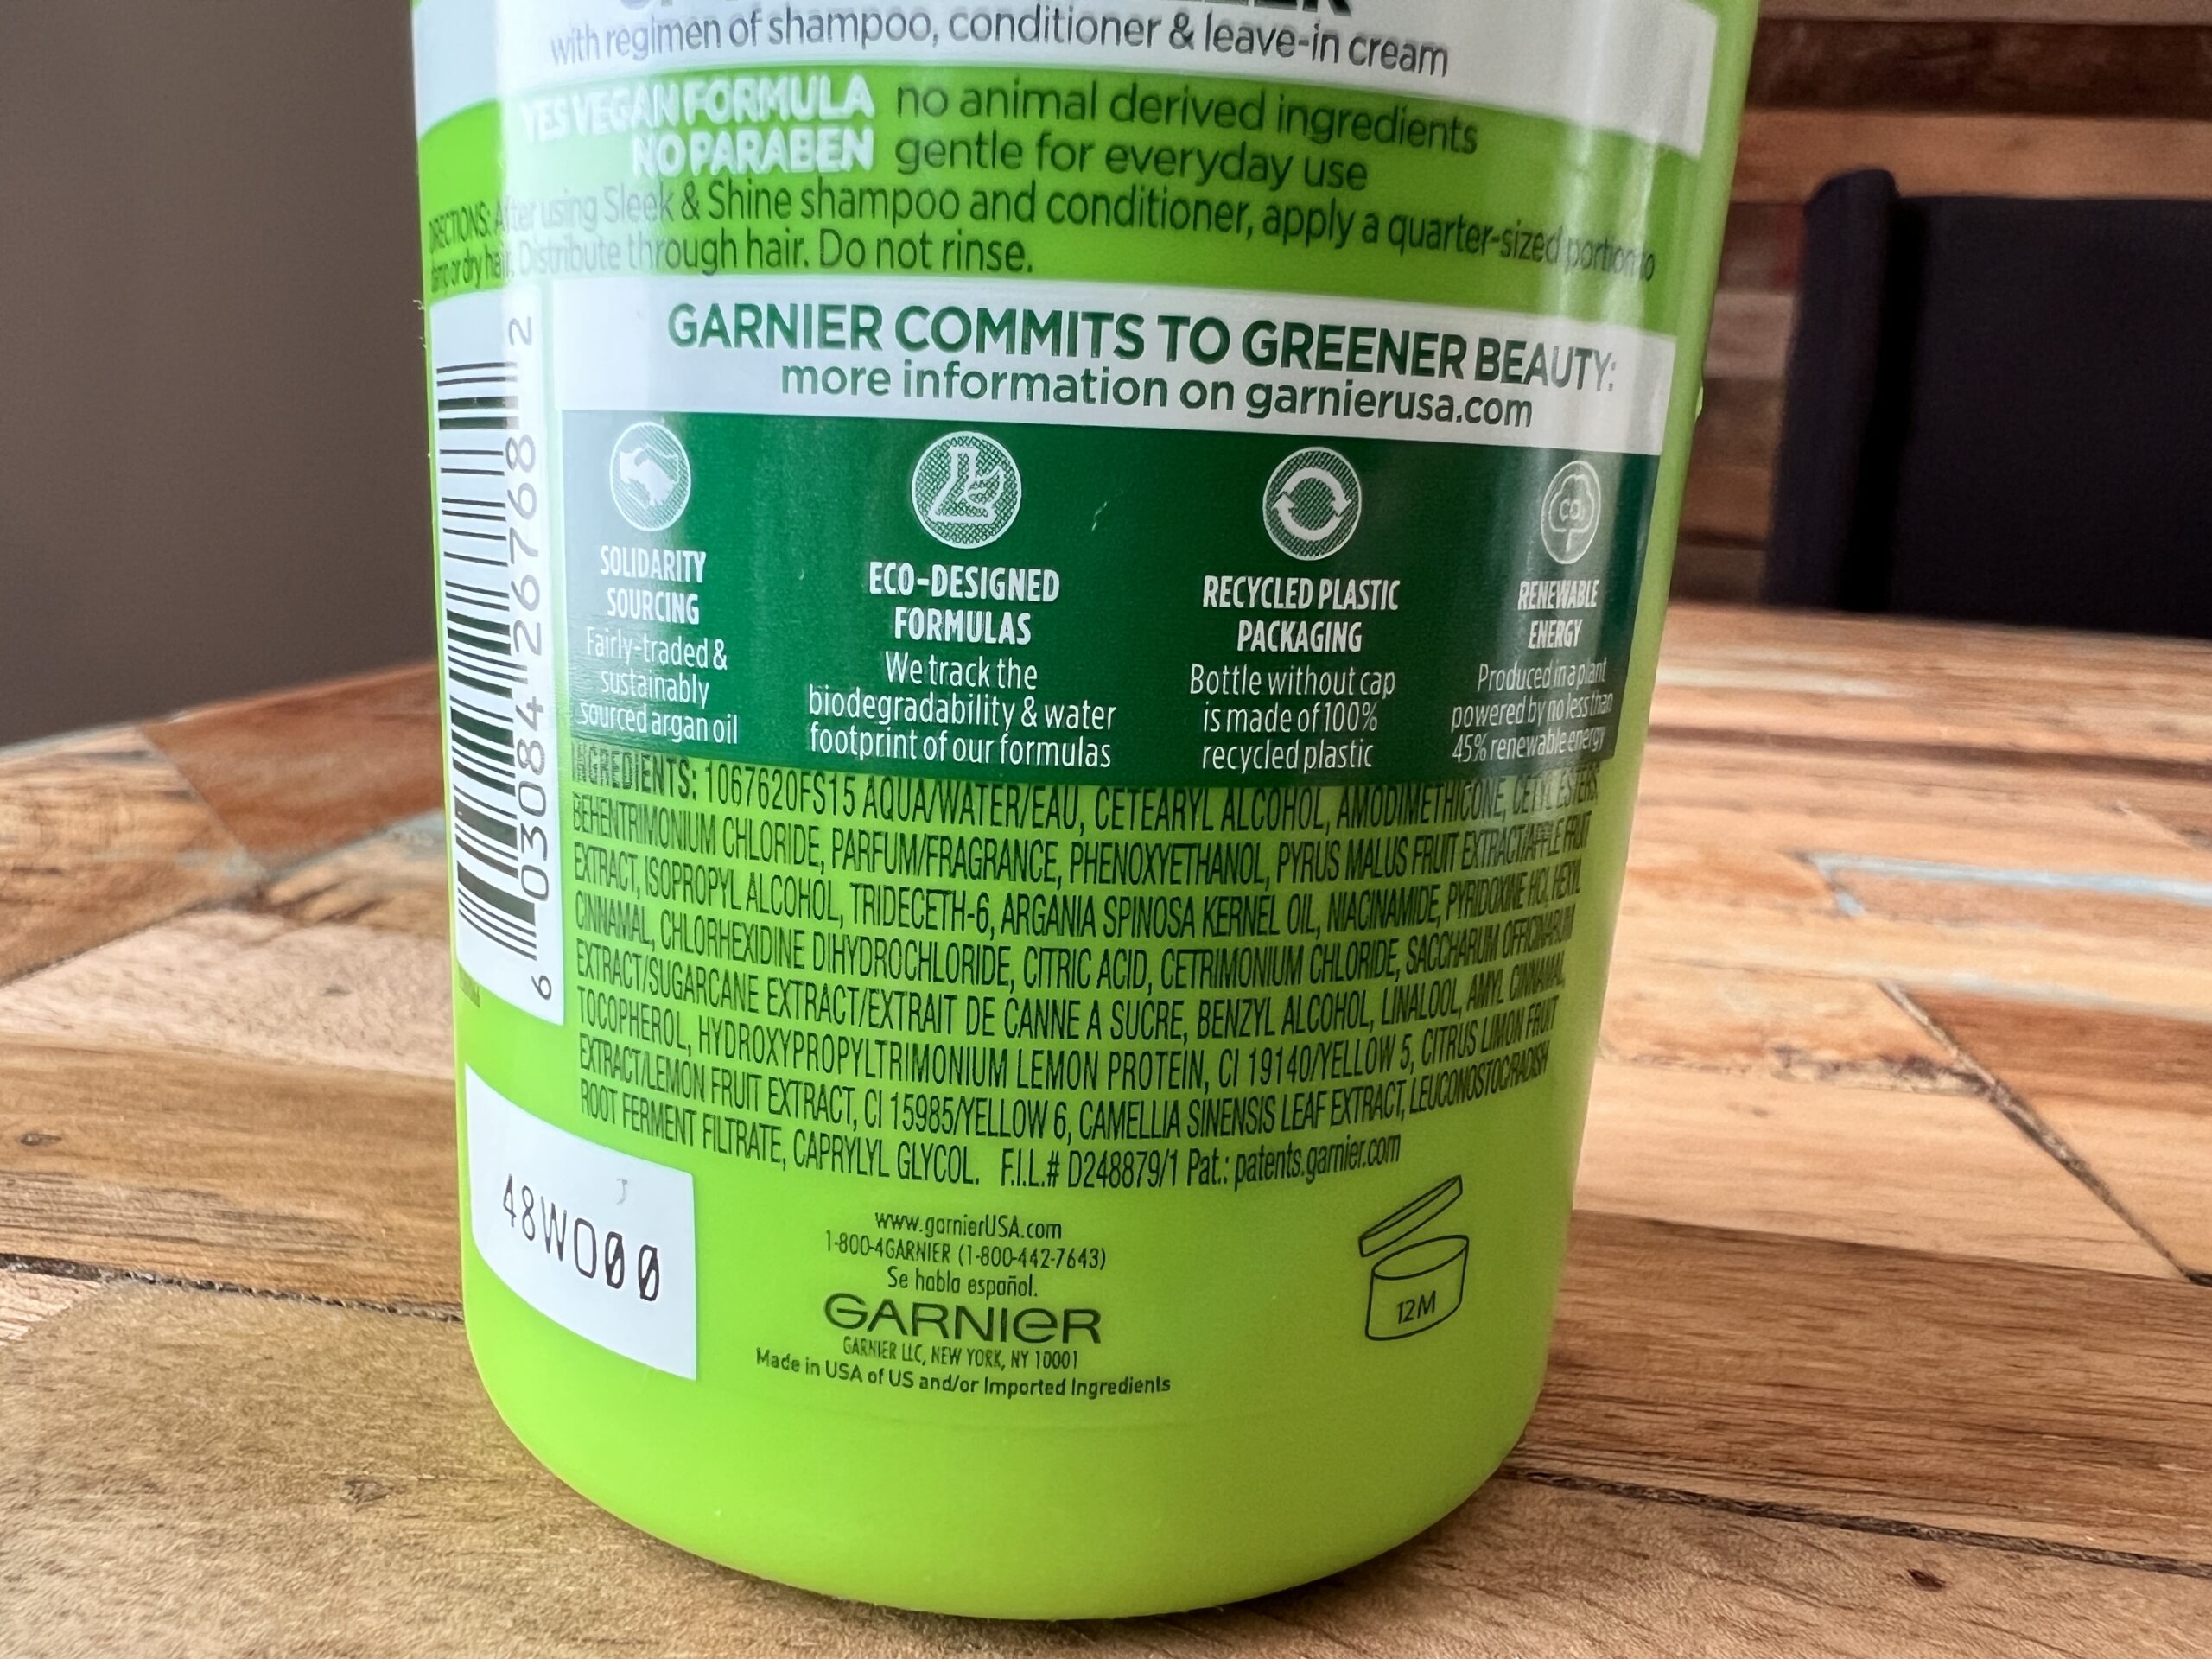 with regimen of shampoo, conditioner & leave-in cream
YES VEGAN FORMULA no animal derived ingredients
NO PARABEN gentle for everyday use
DIRECTIONS: After using Sleek & Shine shampoo and conditioner, apply a quarter-sized portion to
damp or dry hair. Distribute through hair. Do not rinse.
GARNIER COMMITS TO GREENER BEAUTY:
more information on garnierusa.com
SOLIDARITY
SOURCING
Fairly-traded &
sustainably
sourced argan oil
ECO-DESIGNED
FORMULAS
We track the
biodegradability & water
footprint of our formulas
RECYCLED PLASTIC
PACKAGING
Bottle without cap
is made of 100%
recycled plastic
CO₂
RENEWABLE
ENERGY
Produced in a plant
powered by no less than
45% renewable energy
6 03084 26768 2
INGREDIENTS: 1067620FS15 AQUA/WATER/EAU, CETEARYL ALCOHOL, AMODIMETHICONE, CETYL ESTERS,
BEHENTRIMONIUM CHLORIDE, PARFUM/FRAGRANCE, PHENOXYETHANOL, PYRUS MALUS FRUIT EXTRACT/APPLE FRUIT
EXTRACT, ISOPROPYL ALCOHOL, TRIDECETH-6, ARGANIA SPINOSA KERNEL OIL, NIACINAMIDE, PYRIDOXINE HCI, HEXYL
CINNAMAL, CHLORHEXIDINE DIHYDROCHLORIDE, CITRIC ACID, CETRIMONIUM CHLORIDE, SACCHARUM OFFICINARUM
EXTRACT/SUGARCANE EXTRACT/EXTRAIT DE CANNE A SUCRE, BENZYL ALCOHOL, LINALOOL, AMYL CINNAMAL,
TOCOPHEROL, HYDROXYPROPYLTRIMONIUM LEMON PROTEIN, CI 19140/YELLOW 5, CITRUS LIMON FRUIT
EXTRACT/LEMON FRUIT EXTRACT, CI 15985/YELLOW 6, CAMELLIA SINENSIS LEAF EXTRACT, LEUCONOSTOC/RADISH
ROOT FERMENT FILTRATE, CAPRYLYL GLYCOL. F.I.L.# D248879/1 Pat.: patents.garnier.com
48W000
www.garnierUSA.com
1-800-4GARNIER (1-800-442-7643)
Se habla español.
GARNIER
GARNIER LLC, NEW YORK, NY 10001
Made in USA of US and/or Imported Ingredients
12M